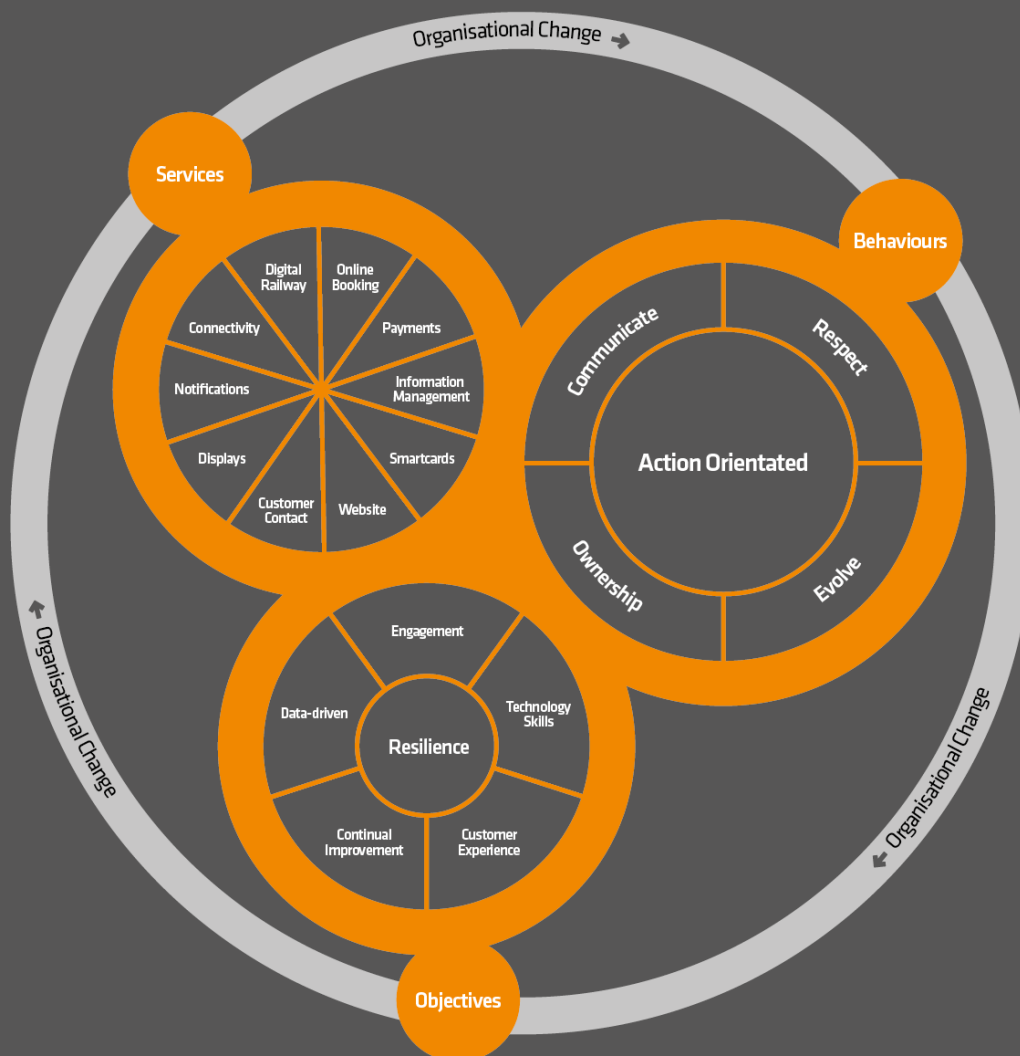 Organisational Change
Services
Behaviours
Digital
Railway
Online
Booking
Payments
Information
Management
Smartcards
Website
Customer
Contact
Displays
Notifications
Connectivity
Communicate
Respect
Action Orientated
Ownership
Evolve
Engagement
Technology
Skills
Customer
Experience
Continual
Improvement
Data-driven
Resilience
Organisational Change
Organisational Change
Objectives